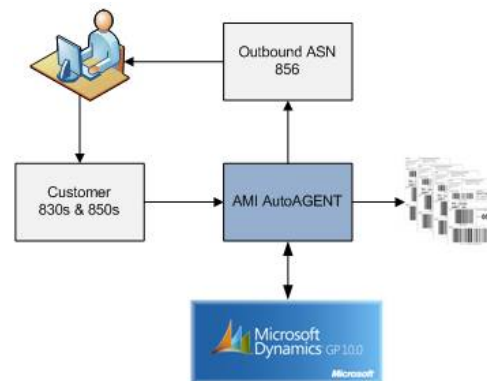 Outbound ASN
856
Customer
830s & 850s
AMI AutoAGENT
Microsoft
Dynamics GP 10.0
Microsoft